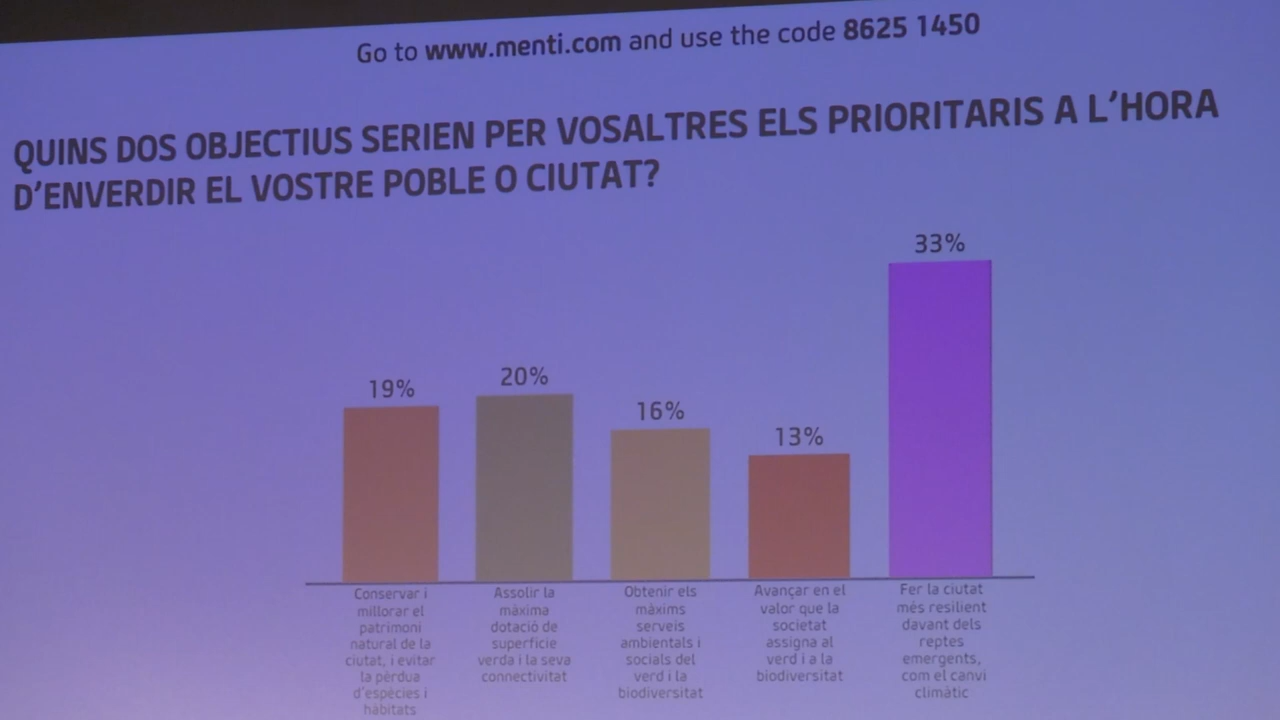 Go to www.menti.com and use the code 8625 1450
QUINS DOS OBJECTIUS SERIEN PER VOSALTRES ELS PRIORITARIS A L'HORA
D'ENVERDIR EL VOSTRE POBLE O CIUTAT?
19%
20%
16%
13%
33%
Conservar i
millorar el
patrimoni
natural de la
ciutat, i evitar
la pèrdua
d'espècies i
hàbitats
Assolir la
màxima
dotació de
superfície
verda i la seva
connectivitat
Obtenir els
màxims
serveis
ambientals i
socials del
verd i la
biodiversitat
Avançar en el
valor que la
societat
assigna al
verd i a la
biodiversitat
Fer la ciutat
més resilient
davant dels
reptes
emergents,
com el canvi
climàtic